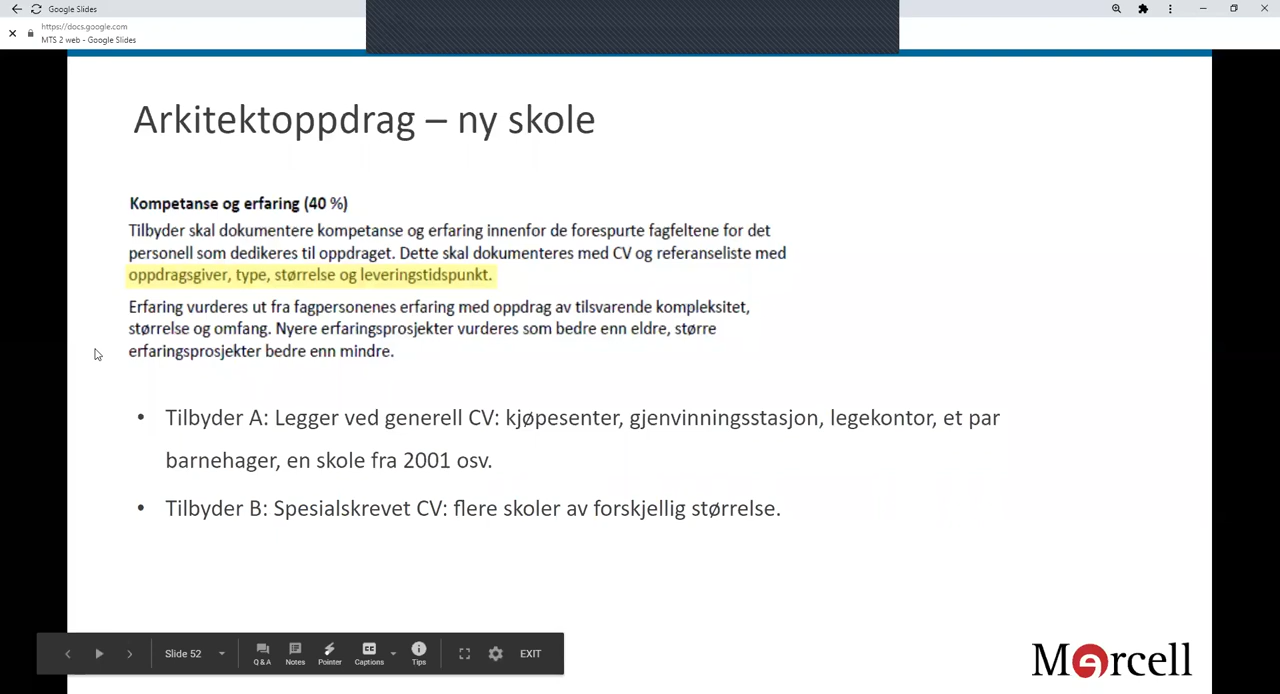 Google Slides
https://docs.google.com
MTS 2 web - Google Slides
Arkitektoppdrag – ny skole
Kompetanse og erfaring (40 %)
Tilbyder skal dokumentere kompetanse og erfaring innenfor de forespurte fagfeltene for det
personell som dedikeres til oppdraget. Dette skal dokumenteres med CV og referanseliste med
oppdragsgiver, type, størrelse og leveringstidspunkt.
Erfaring vurderes ut fra fagpersonenes erfaring med oppdrag av tilsvarende kompleksitet,
størrelse og omfang. Nyere erfaringsprosjekter vurderes som bedre enn eldre, større
erfaringsprosjekter bedre enn mindre.
• Tilbyder A: Legger ved generell CV: kjøpesenter, gjenvinningsstasjon, legekontor, et par
barnehager, en skole fra 2001 osv.
• Tilbyder B: Spesialskrevet CV: flere skoler av forskjellig størrelse.
Slide 52
Q & A
Notes
Pointer
CC
Captions
Tips
EXIT
Mercell